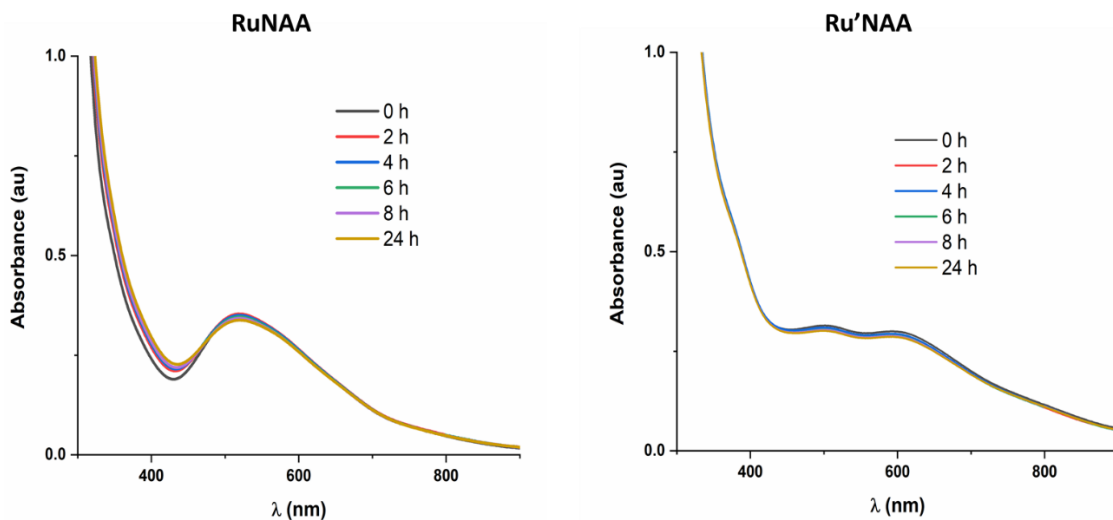 RuNAA
1.0
0.5
0.0
Absorbance (au)
0 h
2 h
4 h
6 h
8 h
24 h
400
600
800
λ (nm)
Ru’NAA
1.0
0.5
0.0
Absorbance (au)
0 h
2 h
4 h
6 h
8 h
24 h
400
600
800
λ (nm)